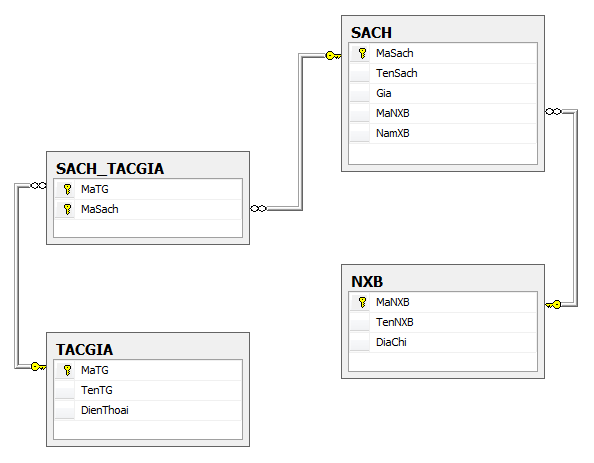 SACH
MaSach
TenSach
Gia
MaNXB
NamXB
SACH_TACGIA
MaTG
MaSach
NXB
MaNXB
TenNXB
DiaChi
TACGIA
MaTG
TenTG
DienThoai